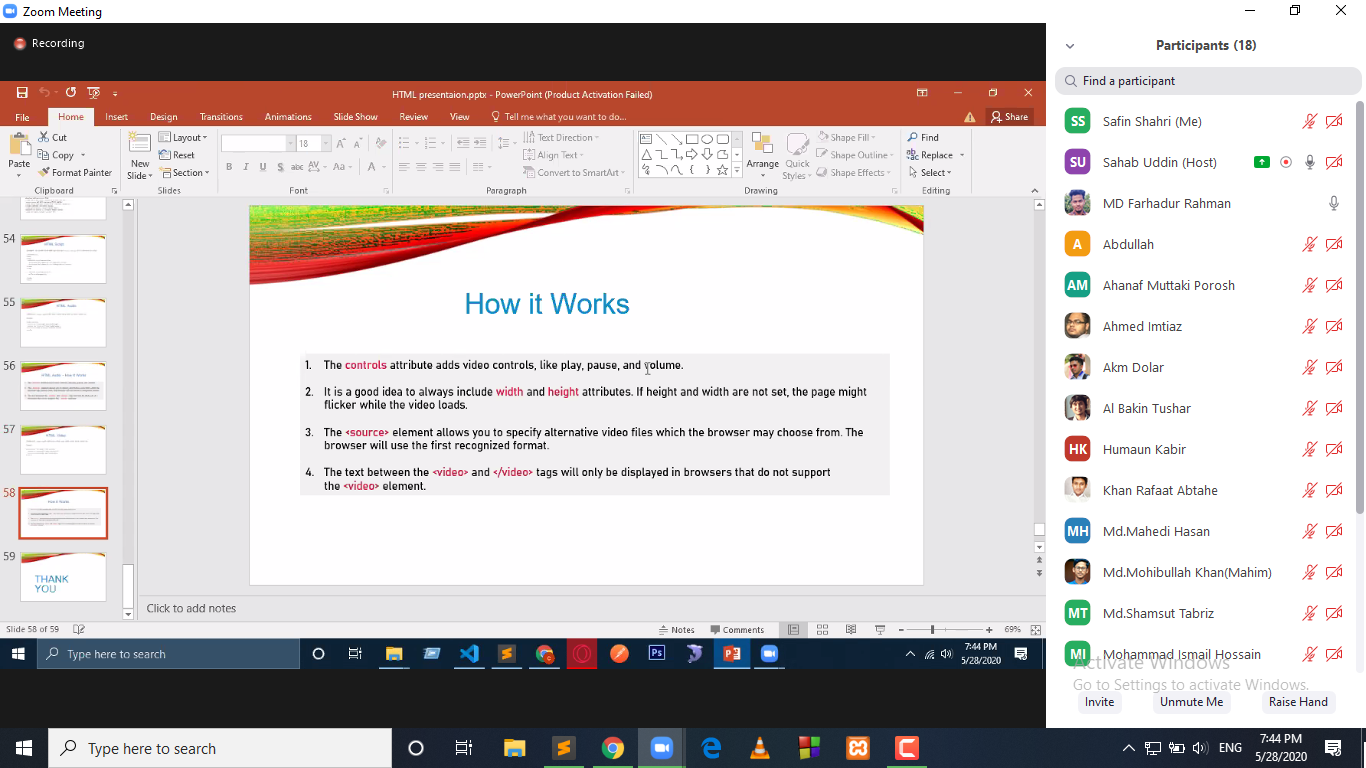 Zoom Meeting
Recording
HTML presentaion.pptx - PowerPoint (Product Activation Failed)
File Home Insert Design Transitions Animations Slide Show Review View Tell me what you want to do... Share
Paste
Cut
Copy
Format Painter
Clipboard
New
Slide
Layout
Reset
Section
Slides
18
B I U S abc AV Aa A
Font
Paragraph
Text Direction
Align Text
Convert to SmartArt
Arrange
Quick
Styles
Shape Fill
Shape Outline
Shape Effects
Drawing
Find
Replace
Select
Editing
54
55
56
57
58
59
THANK
YOU
How it Works
1. The controls attribute adds video controls, like play, pause, and volume.
2. It is a good idea to always include width and height attributes. If height and width are not set, the page might
flicker while the video loads.
3. The <source> element allows you to specify alternative video files which the browser may choose from. The
browser will use the first recognized format.
4. The text between the <video> and </video> tags will only be displayed in browsers that do not support
the <video> element.
Click to add notes
Slide 58 of 59
Notes Comments 69%
Type here to search
Ps
7:44 PM
5/28/2020
Participants (18)
Find a participant
SS Safin Shahri (Me)
SU Sahab Uddin (Host)
MD Farhadur Rahman
A Abdullah
AM Ahanaf Muttaki Porosh
Ahmed Imtiaz
Akm Dolar
Al Bakin Tushar
HK Humaun Kabir
Khan Rafaat Abtahe
MH Md.Mahedi Hasan
Md.Mohibullah Khan(Mahim)
MT Md.Shamsut Tabriz
MI Mohammad Ismail Hossain
Activate Windows
Go to Settings to activate Windows.
Invite Unmute Me Raise Hand
Type here to search
ENG
7:44 PM
5/28/2020